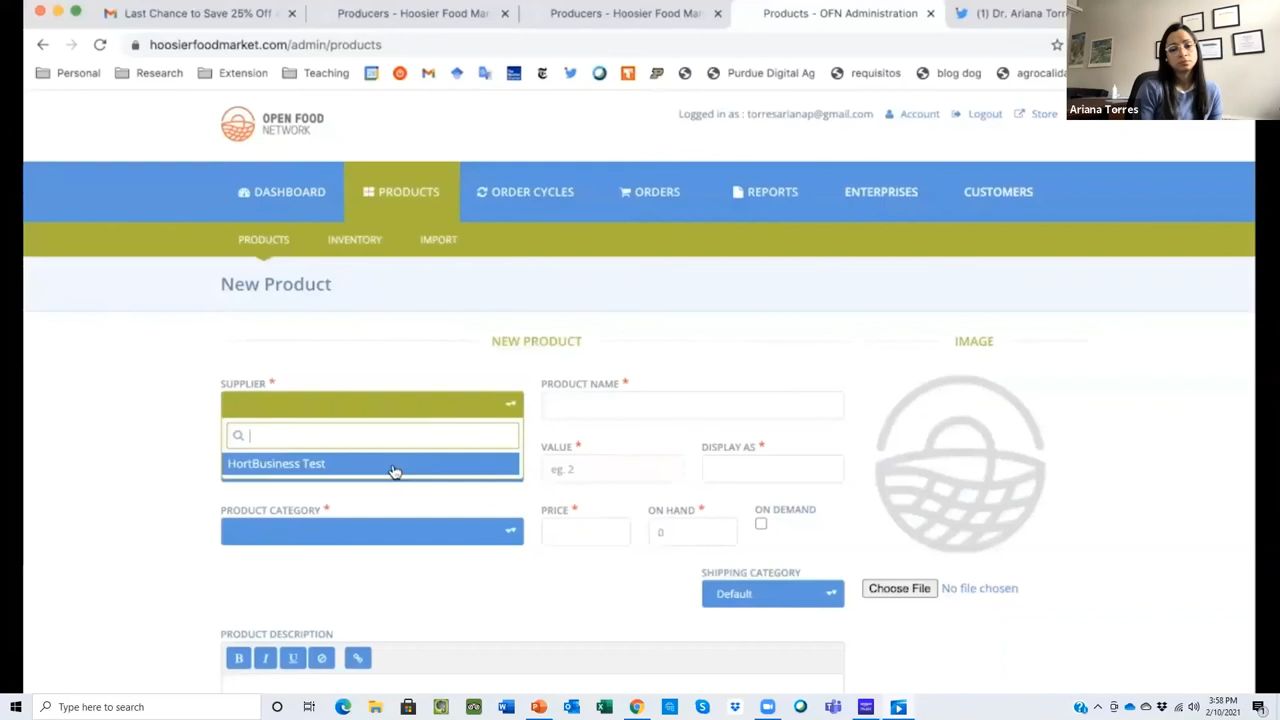 Last Chance to Save 25% Off
Producers - Hoosier Food Mar
Producers - Hoosier Food Mar
Products - OFN Administration
(1) Dr. Ariana Torr
hoosierfoodmarket.com/admin/products
Personal
Research
Extension
Teaching
Purdue Digital Ag
requisitos
blog dog
agrocalida
Ariana Torres
OPEN FOOD
NETWORK
Logged in as : torresarianap@gmail.com
Account
Logout
Store
DASHBOARD
PRODUCTS
ORDER CYCLES
ORDERS
REPORTS
ENTERPRISES
CUSTOMERS
PRODUCTS
INVENTORY
IMPORT
New Product
NEW PRODUCT
IMAGE
SUPPLIER *
PRODUCT NAME *
HortBusiness Test
VALUE *
DISPLAY AS *
eg. 2
PRODUCT CATEGORY *
PRICE *
ON HAND *
ON DEMAND
0
SHIPPING CATEGORY
Default
Choose File No file chosen
PRODUCT DESCRIPTION
B I U
Type here to search
3:58 PM
2/10/2021